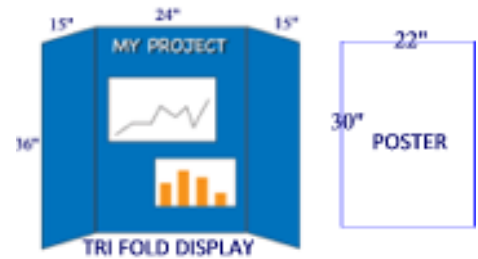 15" 24" 15"
MY PROJECT
36"
TRI FOLD DISPLAY
22"
30"
POSTER